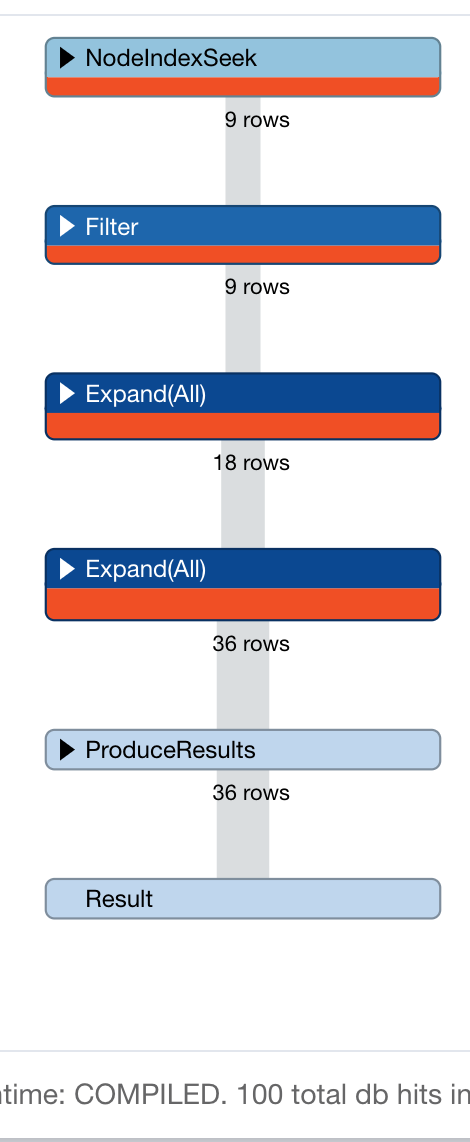 NodeIndexSeek
9 rows
Filter
9 rows
Expand(All)
18 rows
Expand(All)
36 rows
ProduceResults
36 rows
Result
ntime: COMPILED. 100 total db hits in